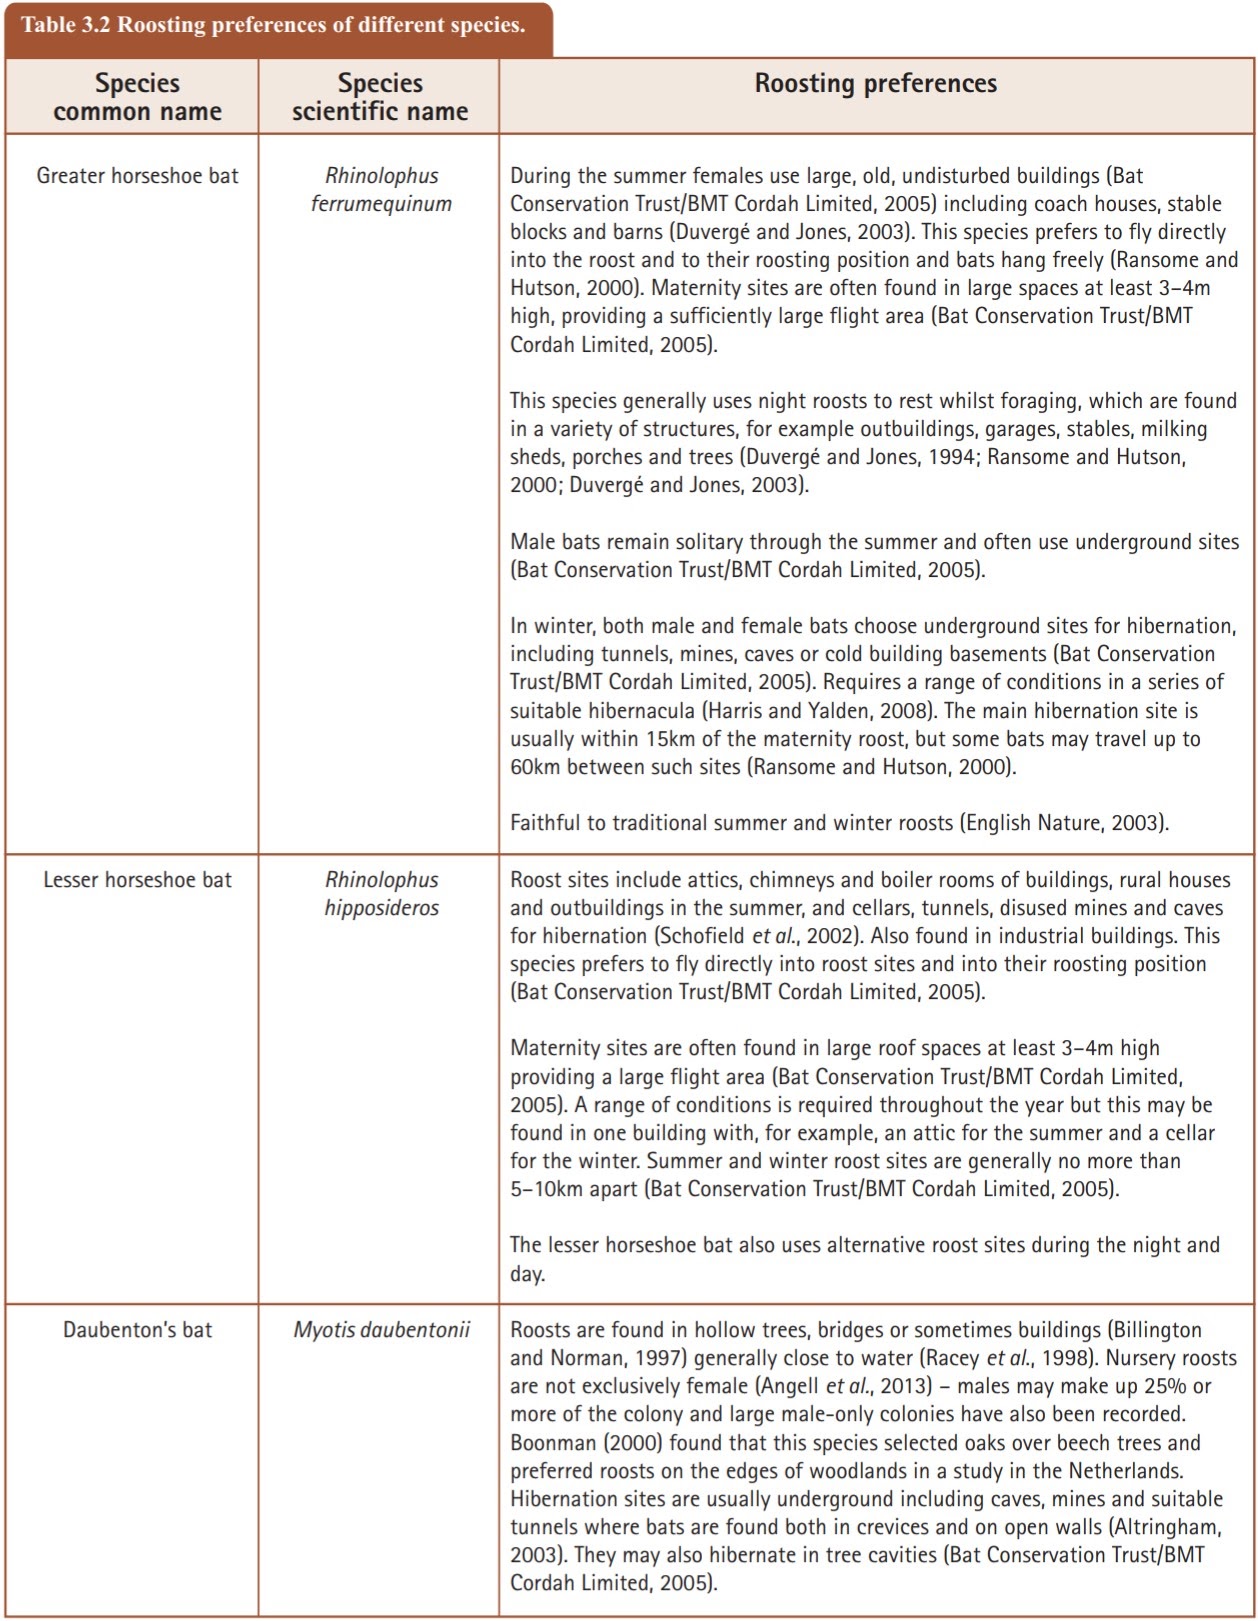 Table 3.2 Roosting preferences of different species.
Species common name
Species scientific name
Roosting preferences
Greater horseshoe bat
Rhinolophus
ferrumequinum
During the summer females use large, old, undisturbed buildings (Bat
Conservation Trust/BMT Cordah Limited, 2005) including coach houses, stable
blocks and barns (Duvergé and Jones, 2003). This species prefers to fly directly
into the roost and to their roosting position and bats hang freely (Ransome and
Hutson, 2000). Maternity sites are often found in large spaces at least 3–4m
high, providing a sufficiently large flight area (Bat Conservation Trust/BMT
Cordah Limited, 2005).
This species generally uses night roosts to rest whilst foraging, which are found
in a variety of structures, for example outbuildings, garages, stables, milking
sheds, porches and trees (Duvergé and Jones, 1994; Ransome and Hutson,
2000; Duvergé and Jones, 2003).
Male bats remain solitary through the summer and often use underground sites
(Bat Conservation Trust/BMT Cordah Limited, 2005).
In winter, both male and female bats choose underground sites for hibernation,
including tunnels, mines, caves or cold building basements (Bat Conservation
Trust/BMT Cordah Limited, 2005). Requires a range of conditions in a series of
suitable hibernacula (Harris and Yalden, 2008). The main hibernation site is
usually within 15km of the maternity roost, but some bats may travel up to
60km between such sites (Ransome and Hutson, 2000).
Faithful to traditional summer and winter roosts (English Nature, 2003).
Lesser horseshoe bat
Rhinolophus
hipposideros
Roost sites include attics, chimneys and boiler rooms of buildings, rural houses
and outbuildings in the summer, and cellars, tunnels, disused mines and caves
for hibernation (Schofield et al., 2002). Also found in industrial buildings. This
species prefers to fly directly into roost sites and into their roosting position
(Bat Conservation Trust/BMT Cordah Limited, 2005).
Maternity sites are often found in large roof spaces at least 3–4m high
providing a large flight area (Bat Conservation Trust/BMT Cordah Limited,
2005). A range of conditions is required throughout the year but this may be
found in one building with, for example, an attic for the summer and a cellar
for the winter. Summer and winter roost sites are generally no more than
5–10km apart (Bat Conservation Trust/BMT Cordah Limited, 2005).
The lesser horseshoe bat also uses alternative roost sites during the night and
day.
Daubenton's bat
Myotis daubentonii
Roosts are found in hollow trees, bridges or sometimes buildings (Billington
and Norman, 1997) generally close to water (Racey et al., 1998). Nursery roosts
are not exclusively female (Angell et al., 2013) – males may make up 25% or
more of the colony and large male-only colonies have also been recorded.
Boonman (2000) found that this species selected oaks over beech trees and
preferred roosts on the edges of woodlands in a study in the Netherlands.
Hibernation sites are usually underground including caves, mines and suitable
tunnels where bats are found both in crevices and on open walls (Altringham,
2003). They may also hibernate in tree cavities (Bat Conservation Trust/BMT
Cordah Limited, 2005).